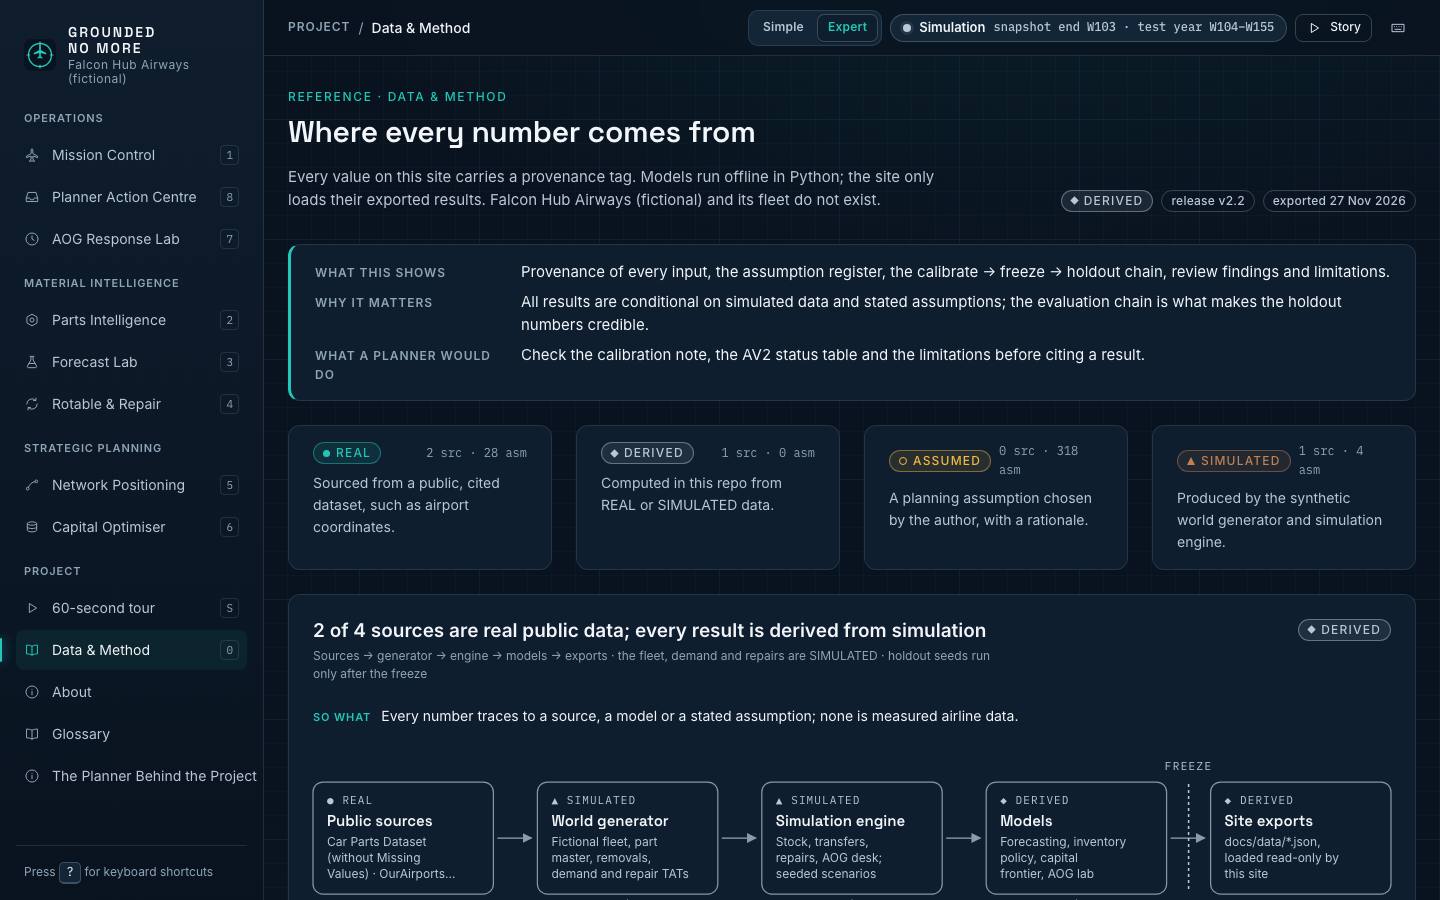 GROUNDED
NO MORE
Falcon Hub Airways
(fictional)
OPERATIONS
Mission Control 1
Planner Action Centre 8
AOG Response Lab 7
MATERIAL INTELLIGENCE
Parts Intelligence 2
Forecast Lab 3
Rotable & Repair 4
STRATEGIC PLANNING
Network Positioning 5
Capital Optimiser 6
PROJECT
60-second tour S
Data & Method 0
About
Glossary
The Planner Behind the Project
Press ? for keyboard shortcuts
PROJECT / Data & Method
Simple Expert
Simulation snapshot end W103 · test year W104–W155
Story
REFERENCE · DATA & METHOD
Where every number comes from
Every value on this site carries a provenance tag. Models run offline in Python; the site only
loads their exported results. Falcon Hub Airways (fictional) and its fleet do not exist.
◆ DERIVED release v2.2 exported 27 Nov 2026
WHAT THIS SHOWS
Provenance of every input, the assumption register, the calibrate → freeze → holdout chain, review findings and limitations.
WHY IT MATTERS
All results are conditional on simulated data and stated assumptions; the evaluation chain is what makes the holdout
numbers credible.
WHAT A PLANNER WOULD
DO
Check the calibration note, the AV2 status table and the limitations before citing a result.
● REAL 2 src · 28 asm
Sourced from a public, cited
dataset, such as airport
coordinates.
◆ DERIVED 1 src · 0 asm
Computed in this repo from
REAL or SIMULATED data.
○ ASSUMED 0 src · 318
asm
A planning assumption chosen
by the author, with a rationale.
▲ SIMULATED 1 src · 4
asm
Produced by the synthetic
world generator and simulation
engine.
2 of 4 sources are real public data; every result is derived from simulation
◆ DERIVED
Sources → generator → engine → models → exports · the fleet, demand and repairs are SIMULATED · holdout seeds run
only after the freeze
SO WHAT Every number traces to a source, a model or a stated assumption; none is measured airline data.
FREEZE
● REAL
Public sources
Car Parts Dataset
(without Missing
Values) · OurAirports…
▲ SIMULATED
World generator
Fictional fleet, part
master, removals,
demand and repair TATs
▲ SIMULATED
Simulation engine
Stock, transfers,
repairs, AOG desk;
seeded scenarios
◆ DERIVED
Models
Forecasting, inventory
policy, capital
frontier, AOG lab
◆ DERIVED
Site exports
docs/data/*.json,
loaded read-only by
this site